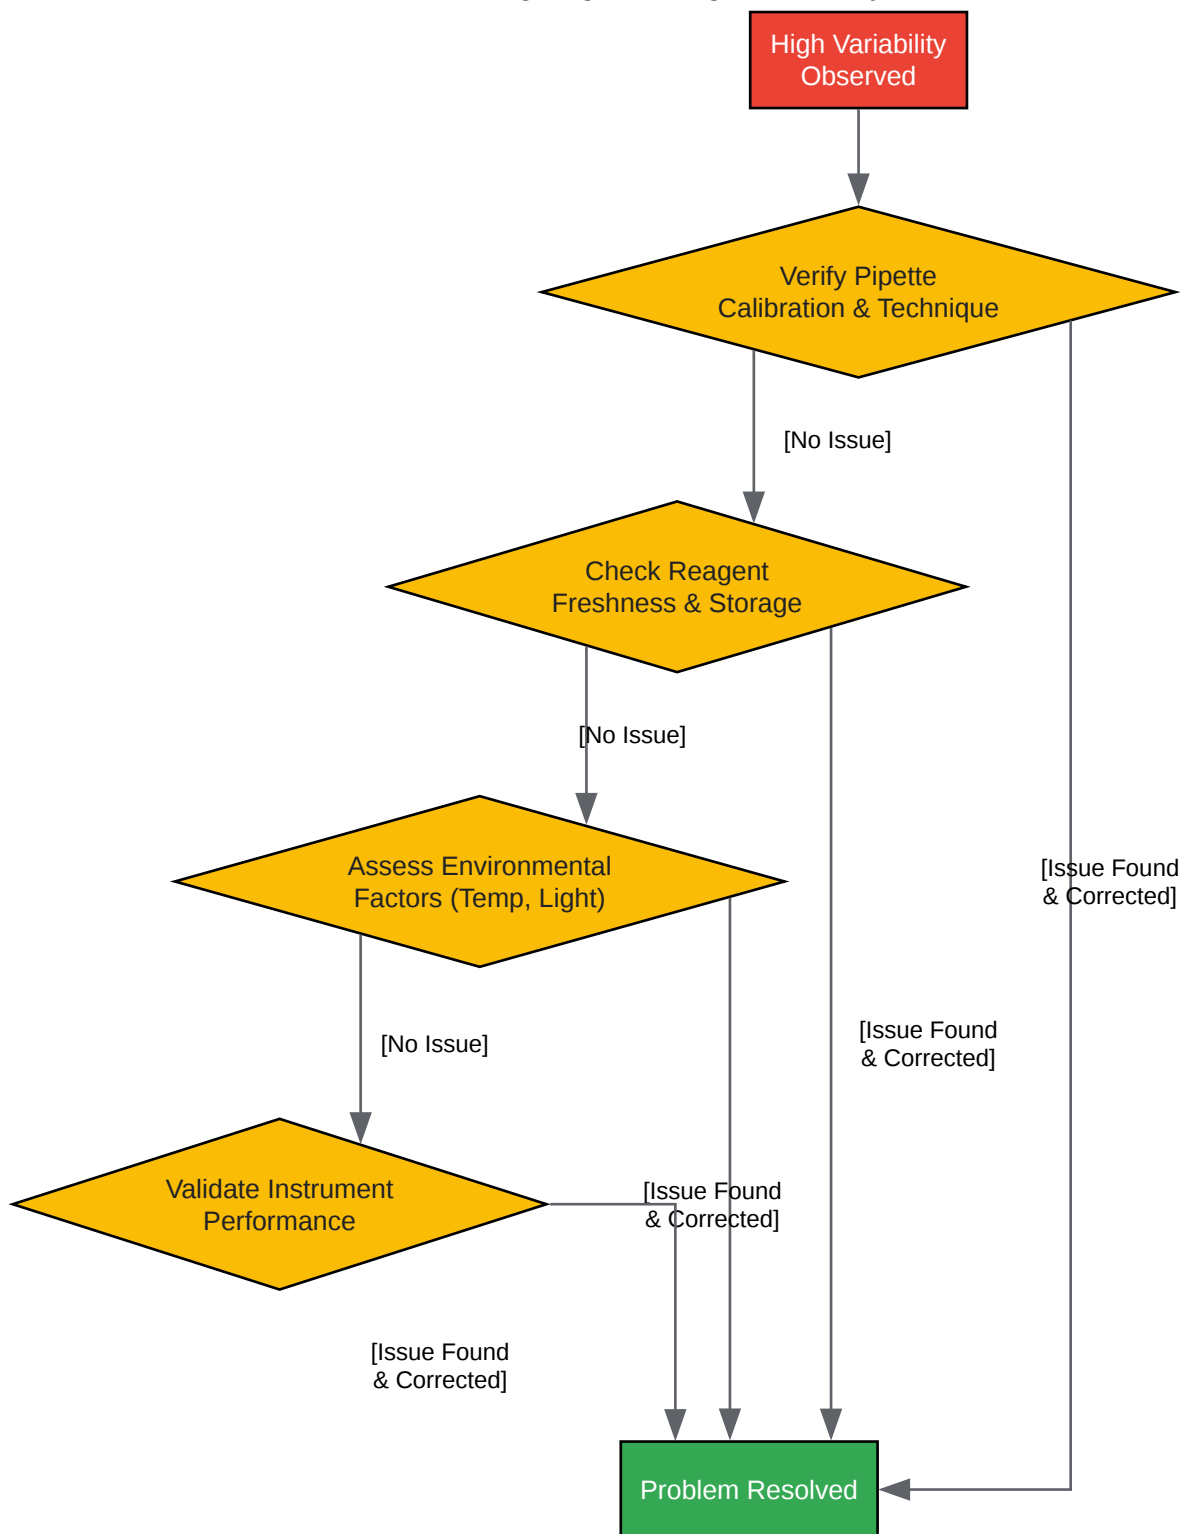 High Variability
Observed
Verify Pipette
Calibration & Technique
[No Issue]
Check Reagent
Freshness & Storage
[No Issue]
Assess Environmental
Factors (Temp, Light)
[Issue Found
& Corrected]
[No Issue]
[Issue Found
& Corrected]
Validate Instrument
Performance
[Issue Found
& Corrected]
[Issue Found
& Corrected]
Problem Resolved